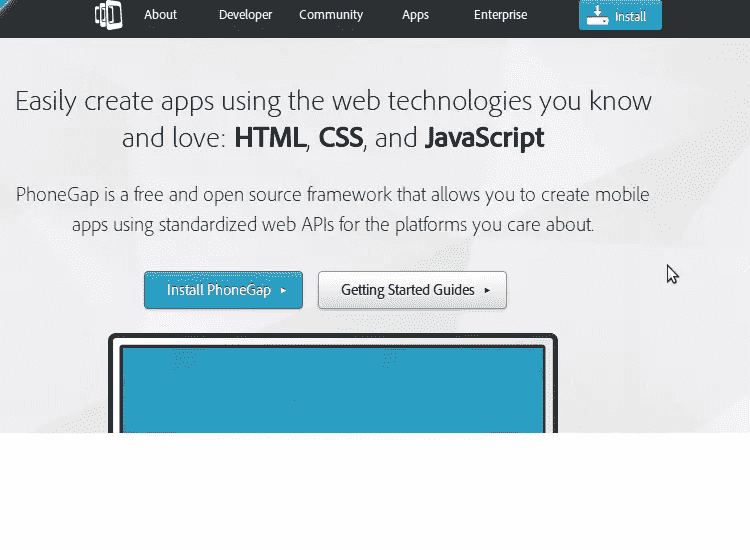 About Developer Community Apps Enterprise Install
Easily create apps using the web technologies you know
and love: HTML, CSS, and JavaScript
PhoneGap is a free and open source framework that allows you to create mobile
apps using standardized web APIs for the platforms you care about.
Install PhoneGap ▸ Getting Started Guides ▸